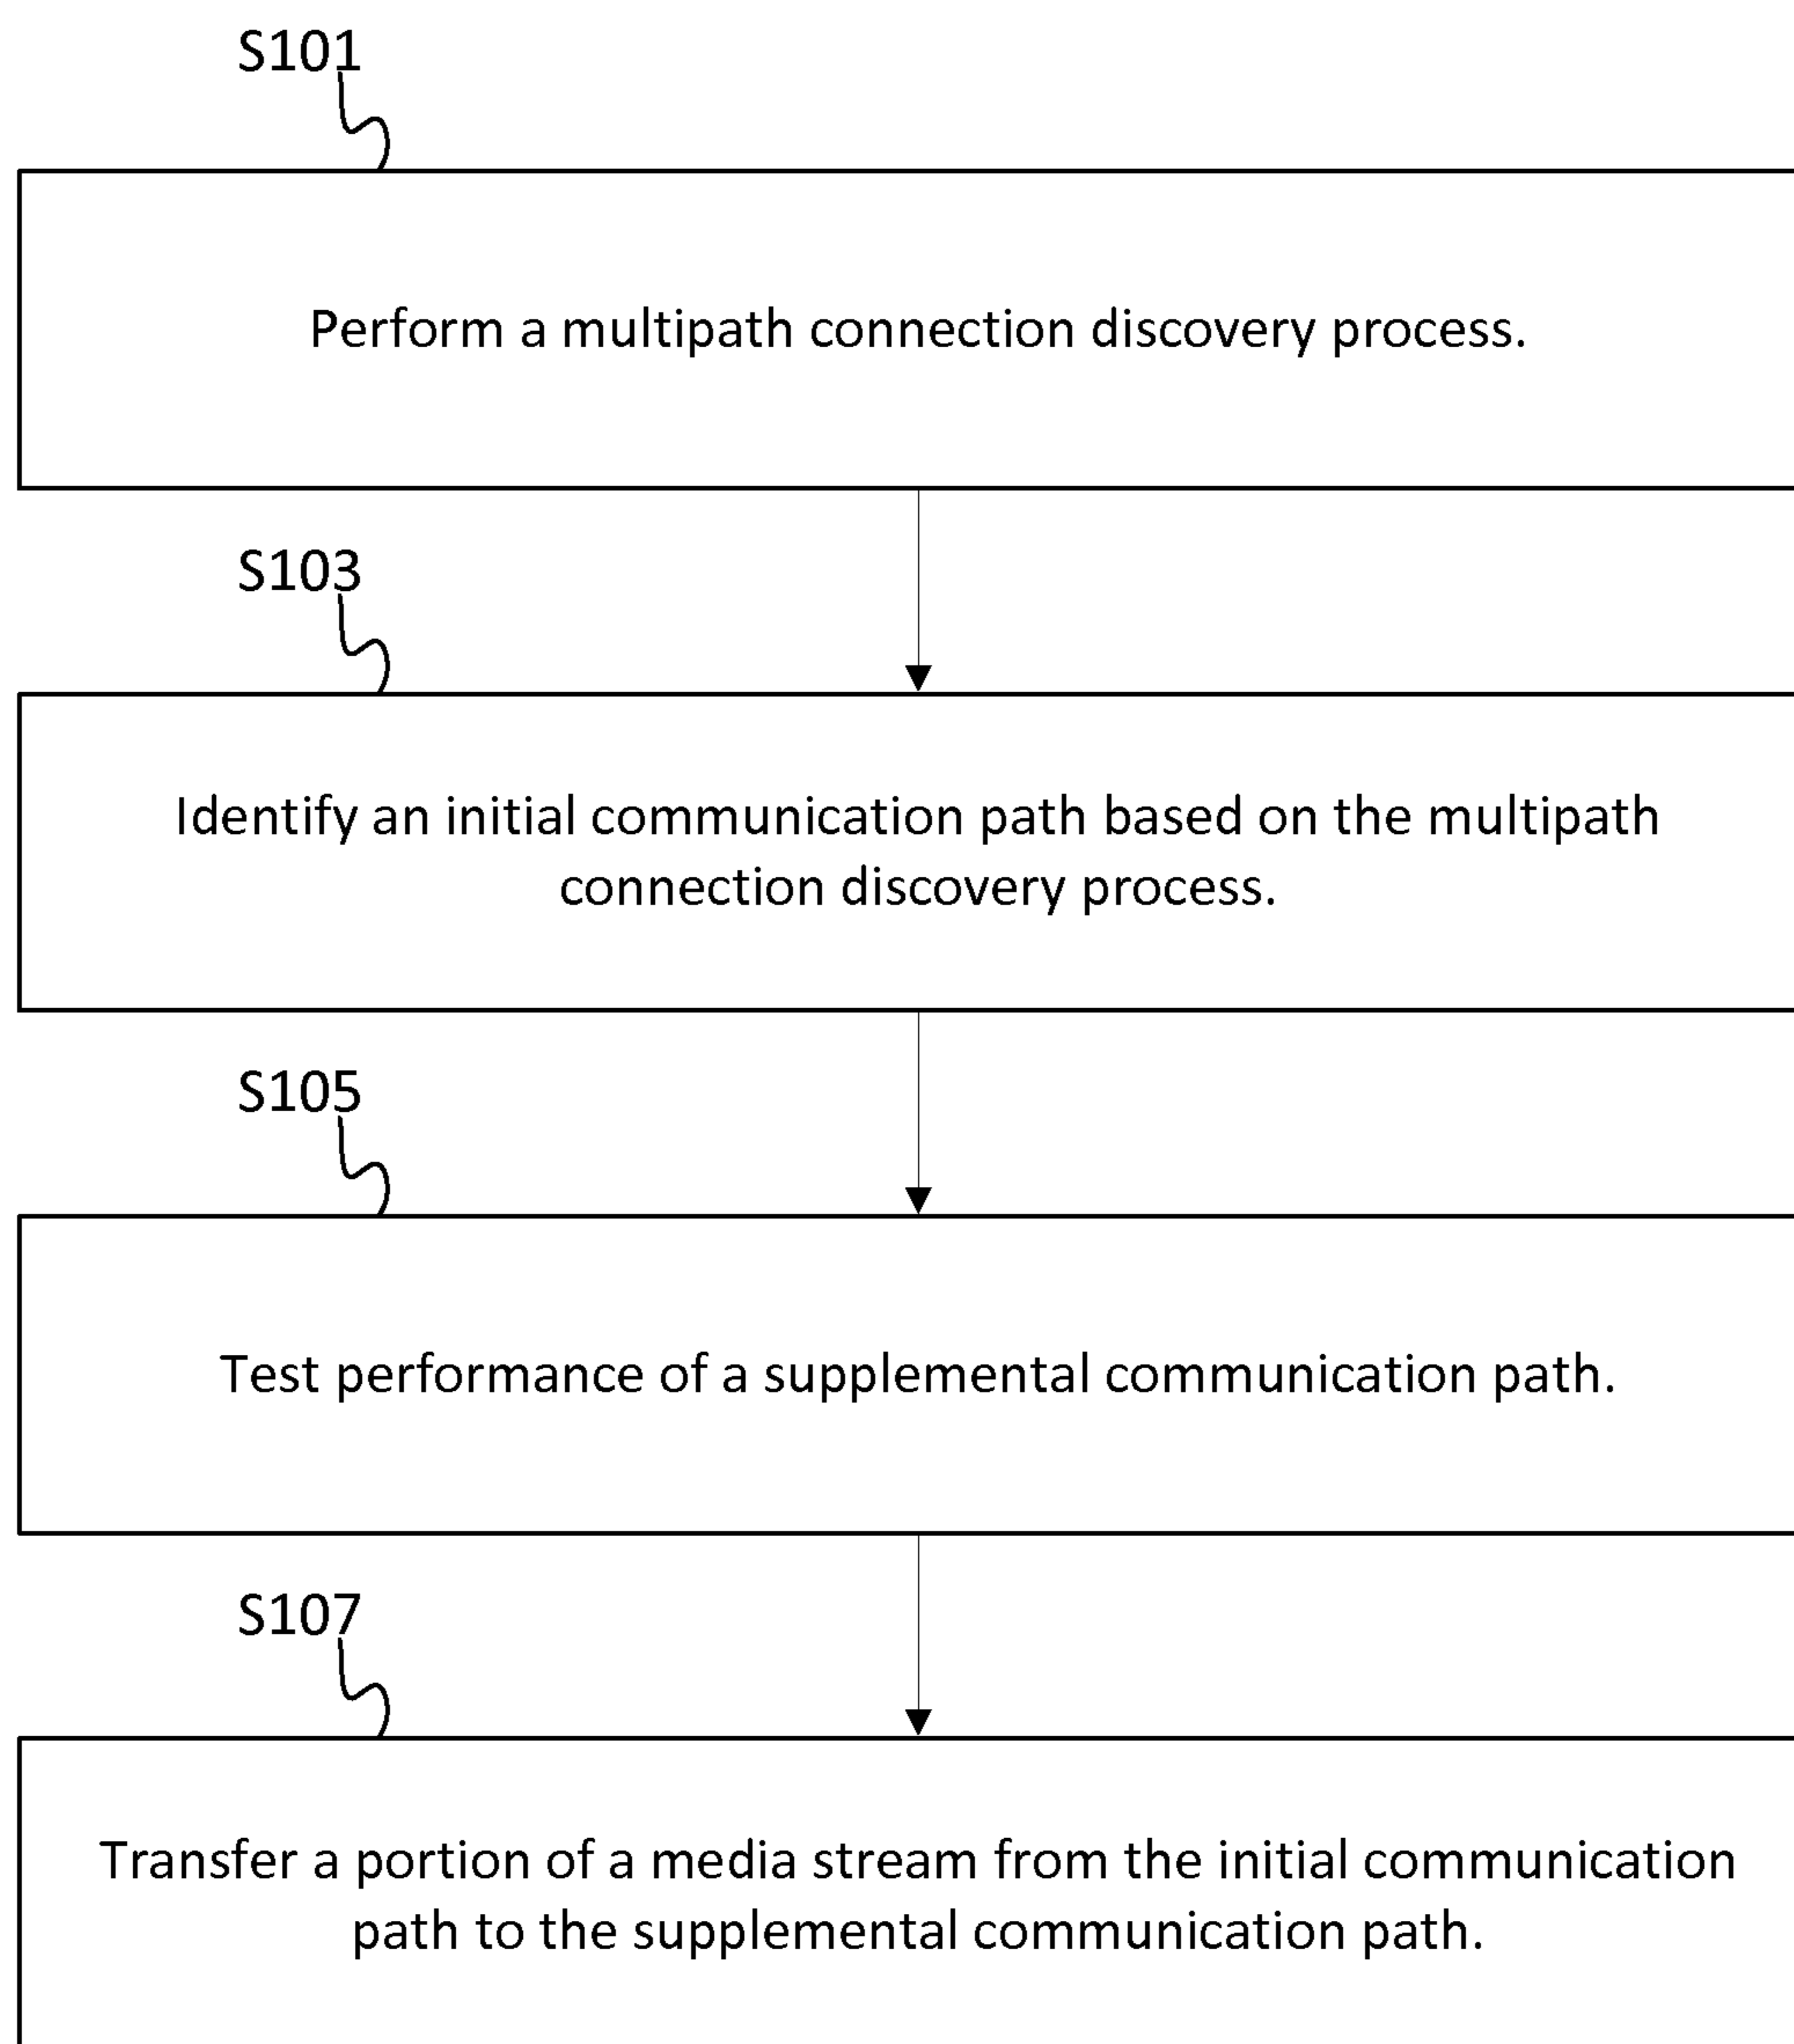 S101
Perform a multipath connection discovery process.
S103
Identify an initial communication path based on the multipath
connection discovery process.
S105
Test performance of a supplemental communication path.
S107
Transfer a portion of a media stream from the initial communication
path to the supplemental communication path.